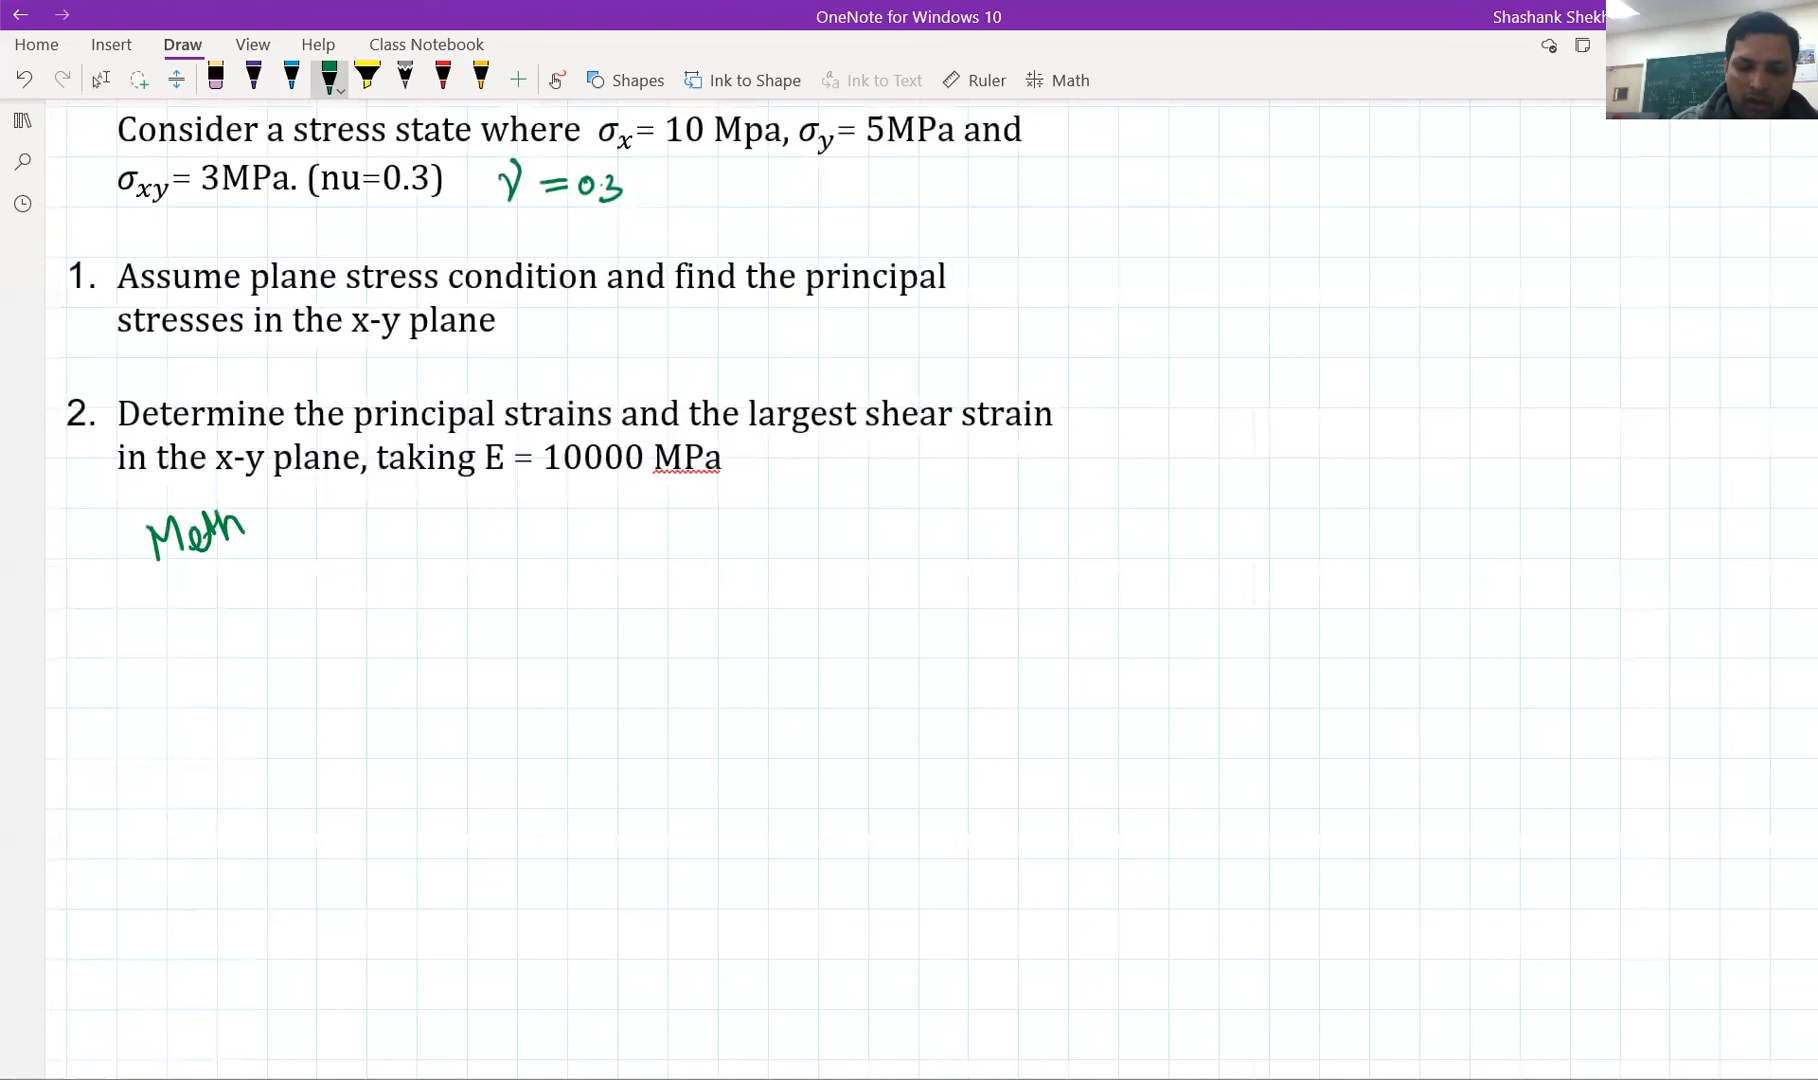 OneNote for Windows 10
Shashank Shekh
Home Insert Draw View Help Class Notebook
Shapes Ink to Shape Ink to Text Ruler Math
Consider a stress state where σx= 10 Mpa, σy= 5MPa and
σxy= 3MPa. (nu=0.3) ν = 0.3
1. Assume plane stress condition and find the principal
stresses in the x-y plane
2. Determine the principal strains and the largest shear strain
in the x-y plane, taking E = 10000 MPa
Meth